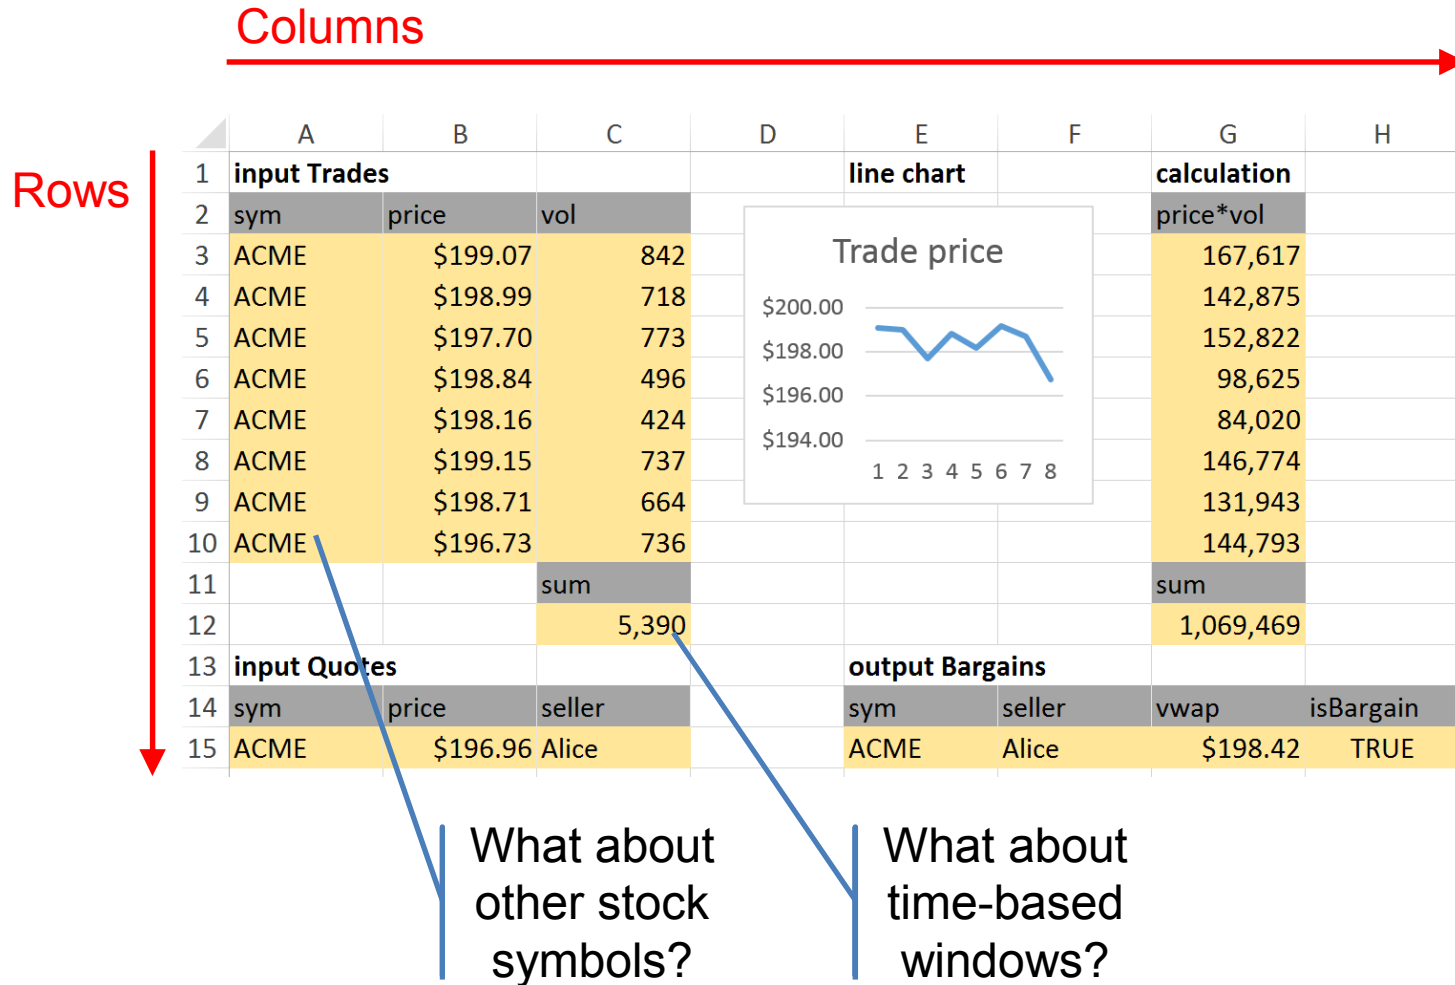 Columns
Rows
A B C D E F G H
1 input Trades line chart calculation
2 sym price vol price*vol
3 ACME $199.07 842 167,617
4 ACME $198.99 718 142,875
5 ACME $197.70 773 152,822
6 ACME $198.84 496 98,625
7 ACME $198.16 424 84,020
8 ACME $199.15 737 146,774
9 ACME $198.71 664 131,943
10 ACME $196.73 736 144,793
Trade price
$200.00
$198.00
$196.00
$194.00
1 2 3 4 5 6 7 8
11 sum sum
12 5,390 1,069,469
13 input Quotes output Bargains
14 sym price seller sym seller vwap isBargain
15 ACME $196.96 Alice ACME Alice $198.42 TRUE
What about
other stock
symbols?
What about
time-based
windows?